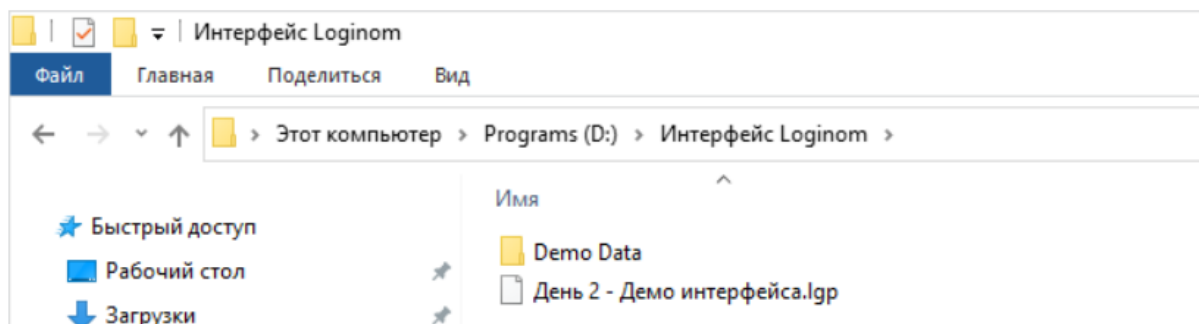 Интерфейс Loginom
Файл Главная Поделиться Вид
Этот компьютер > Programs (D:) > Интерфейс Loginom >
Имя
Быстрый доступ
Demo Data
Рабочий стол
День 2 - Демо интерфейса.lgp
Загрузки